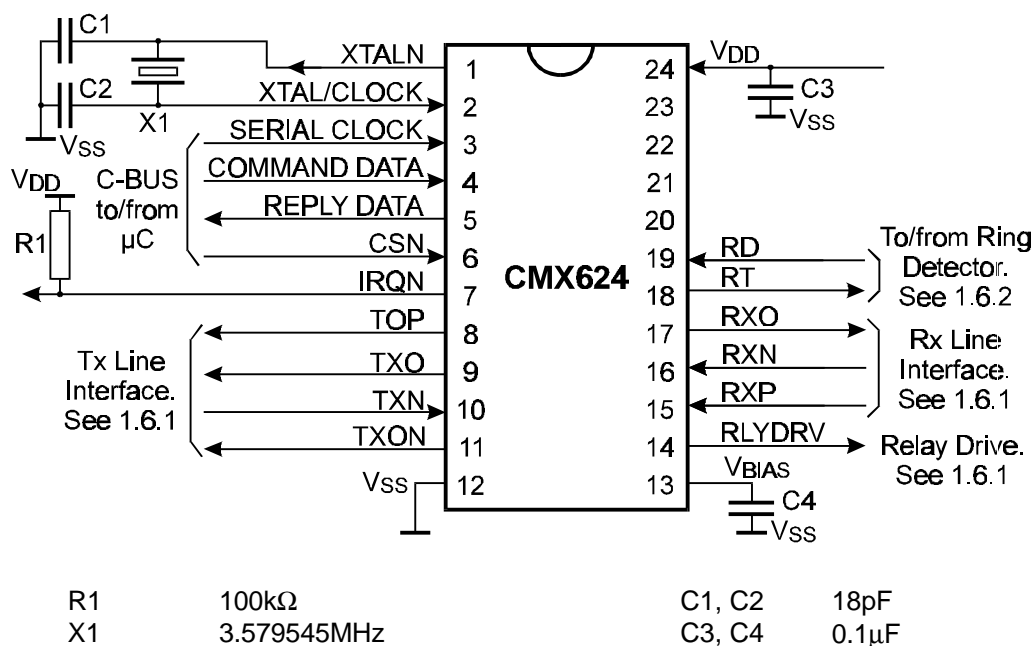 C1
C2
X1
VSS
XTALN
XTAL/CLOCK
SERIAL CLOCK
COMMAND DATA
REPLY DATA
CSN
IRQN
TOP
TXO
TXN
TXON
VSS
C-BUS
to/from
µC
VDD
R1
Tx Line
Interface.
See 1.6.1
1
2
3
4
5
6
7
8
9
10
11
12
CMX624
24
23
22
21
20
19
18
17
16
15
14
13
VDD
C3
VSS
RD
RT
To/from Ring
Detector.
See 1.6.2
RXO
RXN
RXP
Rx Line
Interface.
See 1.6.1
RLYDRV
Relay Drive.
See 1.6.1
VBIAS
C4
VSS
R1 100kΩ C1, C2 18pF
X1 3.579545MHz C3, C4 0.1µF